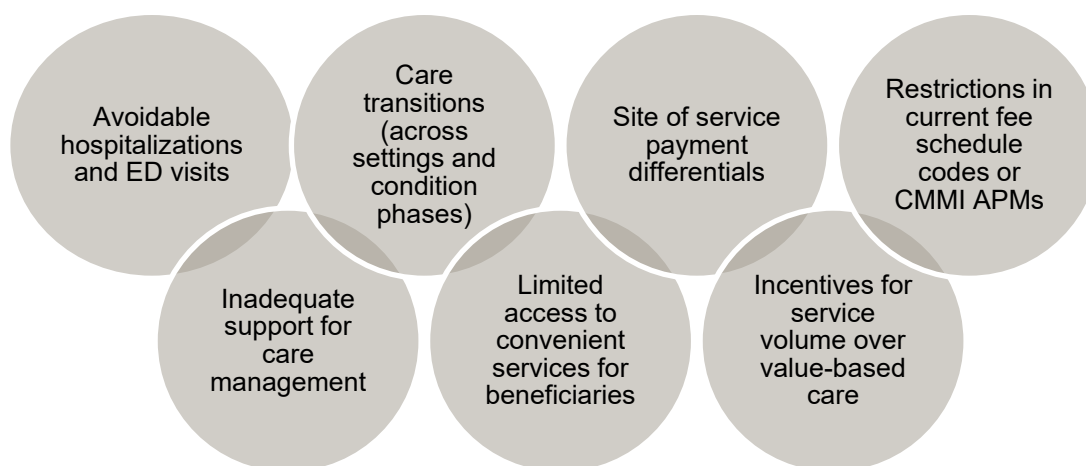 Avoidable
hospitalizations
and ED visits
Care
transitions
(across
settings and
condition
phases)
Site of service
payment
differentials
Restrictions in
current fee
schedule
codes or
CMMI APMs
Inadequate
support for
care
management
Limited
access to
convenient
services for
beneficiaries
Incentives for
service
volume over
value-based
care